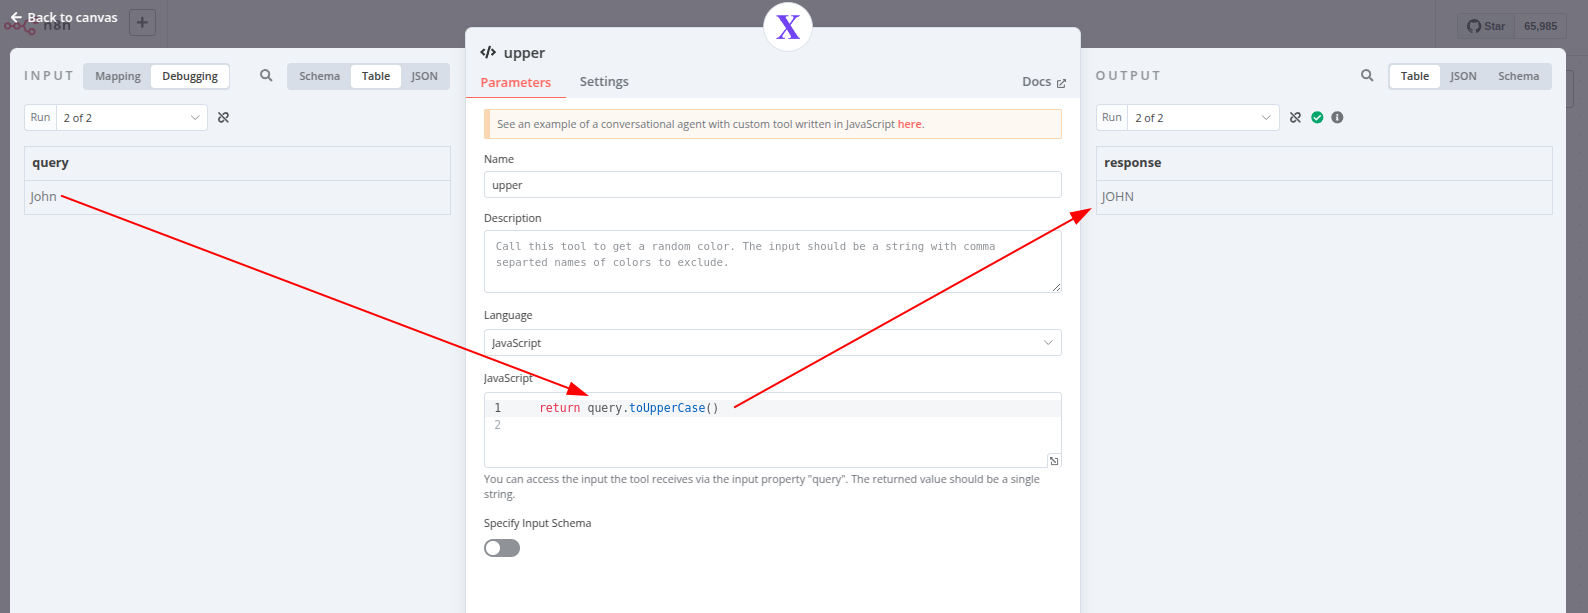 Back to canvas
n8n
+
Star
65,985
X
INPUT
Mapping
Debugging
Schema
Table
JSON
Run
2 of 2
query
John
upper
Parameters
Settings
Docs
See an example of a conversational agent with custom tool written in JavaScript here.
Name
upper
Description
Call this tool to get a random color. The input should be a string with comma
separted names of colors to exclude.
Language
JavaScript
JavaScript
1 return query.toUpperCase()
2
You can access the input the tool receives via the input property "query". The returned value should be a single
string.
Specify Input Schema
OUTPUT
Table
JSON
Schema
Run
2 of 2
response
JOHN